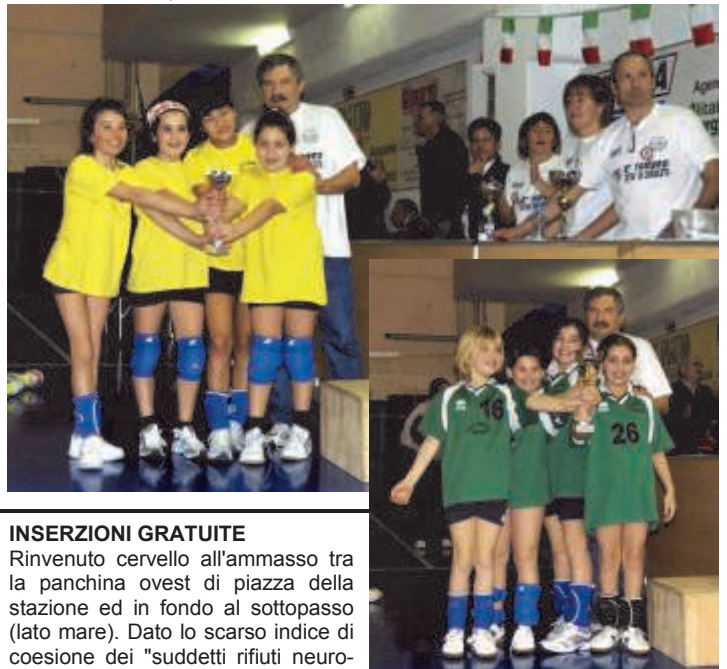 16
26
INSERZIONI GRATUITE
Rinvenuto cervello all'ammasso tra
la panchina ovest di piazza della
stazione ed in fondo al sottopasso
(lato mare). Dato lo scarso indice di
coesione dei "suddetti rifiuti neuro-